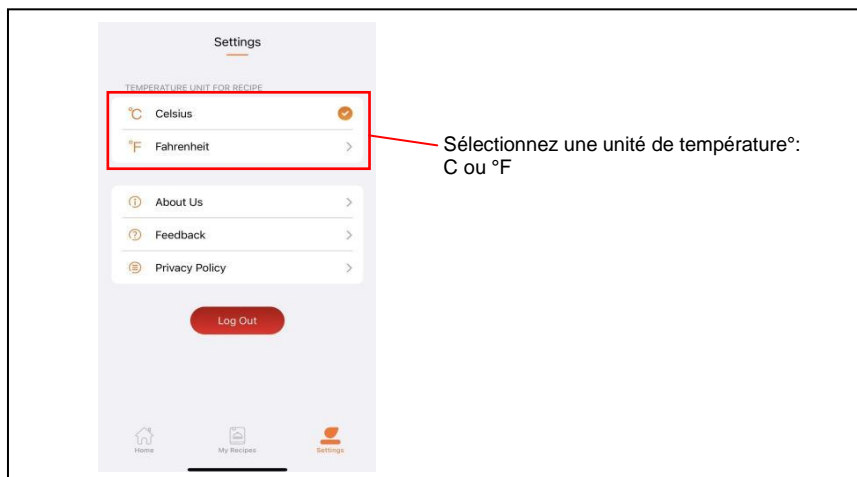 Settings
TEMPERATURE UNIT FOR RECIPE
°C Celsius
°F Fahrenheit
Sélectionnez une unité de température°:
C ou °F
About Us
Feedback
Privacy Policy
Log Out
Home My Recipes Settings